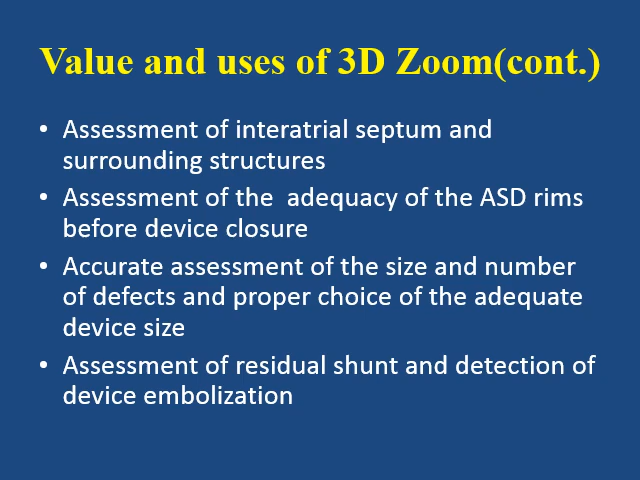 Value and uses of 3D Zoom(cont.)
• Assessment of interatrial septum and
surrounding structures
• Assessment of the  adequacy of the ASD rims
before device closure
• Accurate assessment of the size and number
of defects and proper choice of the adequate
device size
• Assessment of residual shunt and detection of
device embolization